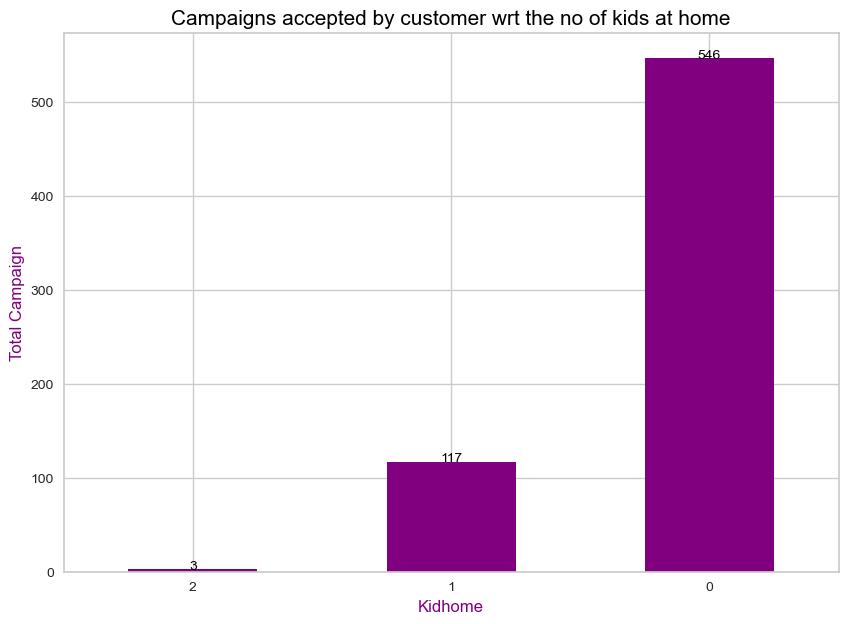 Campaigns accepted by customer wrt the no of kids at home
546
500
400
Total Campaign
300
200
117
100
3
0
2 1 0
Kidhome